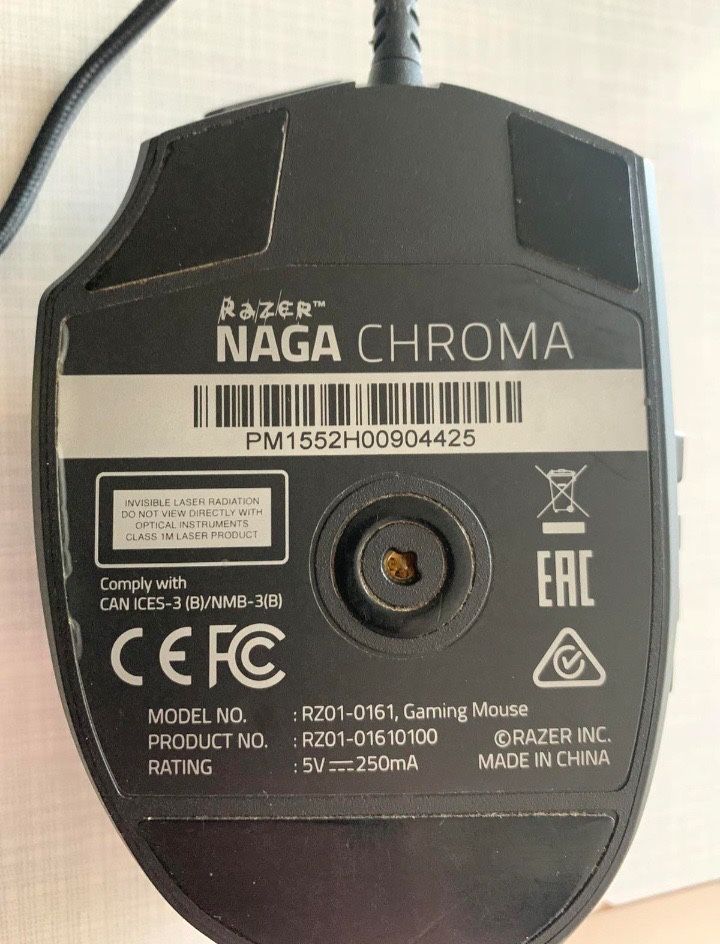 RAZER™
NAGA CHROMA
PM1552H00904425
INVISIBLE LASER RADIATION
DO NOT VIEW DIRECTLY WITH
OPTICAL INSTRUMENTS
CLASS 1M LASER PRODUCT
Comply with
CAN ICES-3 (B)/NMB-3(B)
CE FC
EAC
MODEL NO. : RZ01-0161, Gaming Mouse
PRODUCT NO. : RZ01-01610100
RATING : 5V⎓250mA
©RAZER INC.
MADE IN CHINA